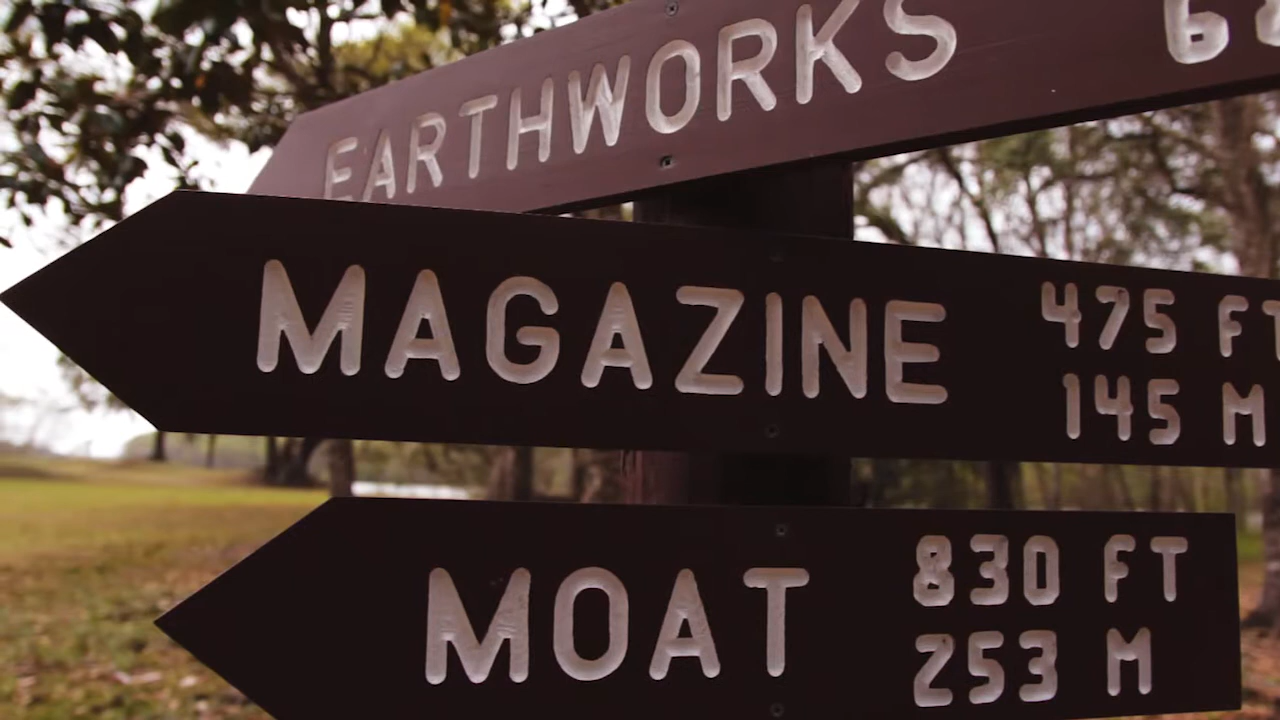 EARTHWORKS
MAGAZINE 475 FT
145 M
MOAT 830 FT
253 M